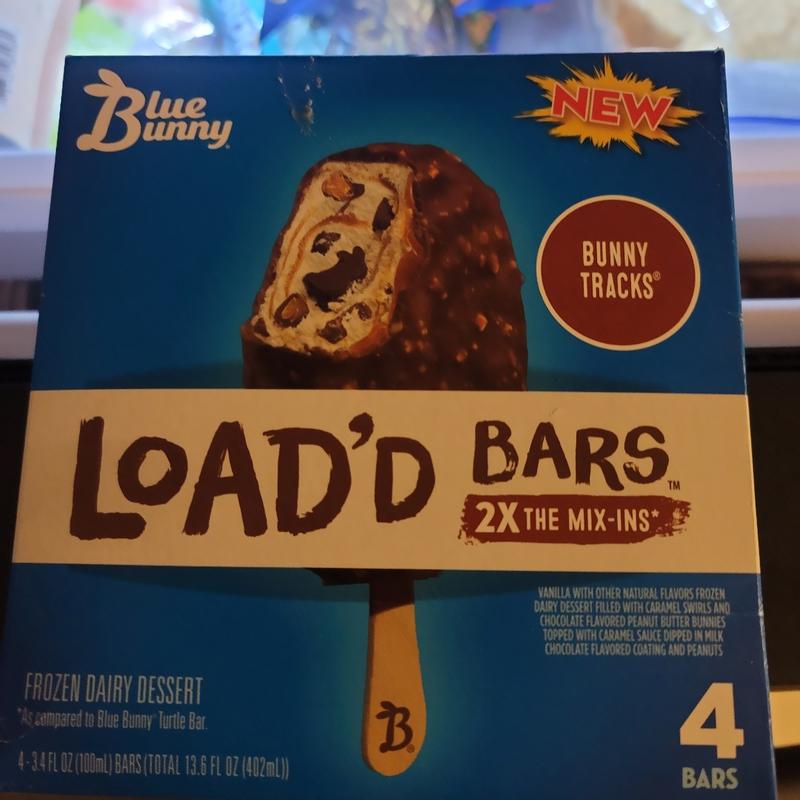 Blue
Bunny®
NEW
BUNNY
TRACKS®
LOAD'D BARS™
2X THE MIX-INS*
VANILLA WITH OTHER NATURAL FLAVORS FROZEN
DAIRY DESSERT FILLED WITH CARAMEL SWIRLS AND
CHOCOLATE FLAVORED PEANUT BUTTER BUNNIES
TOPPED WITH CARAMEL SAUCE DIPPED IN MILK
CHOCOLATE FLAVORED COATING AND PEANUTS
FROZEN DAIRY DESSERT
*As compared to Blue Bunny® Turtle Bar.
4 - 3.4 FL OZ (100mL) BARS (TOTAL 13.6 FL OZ (402mL))
B®
4
BARS